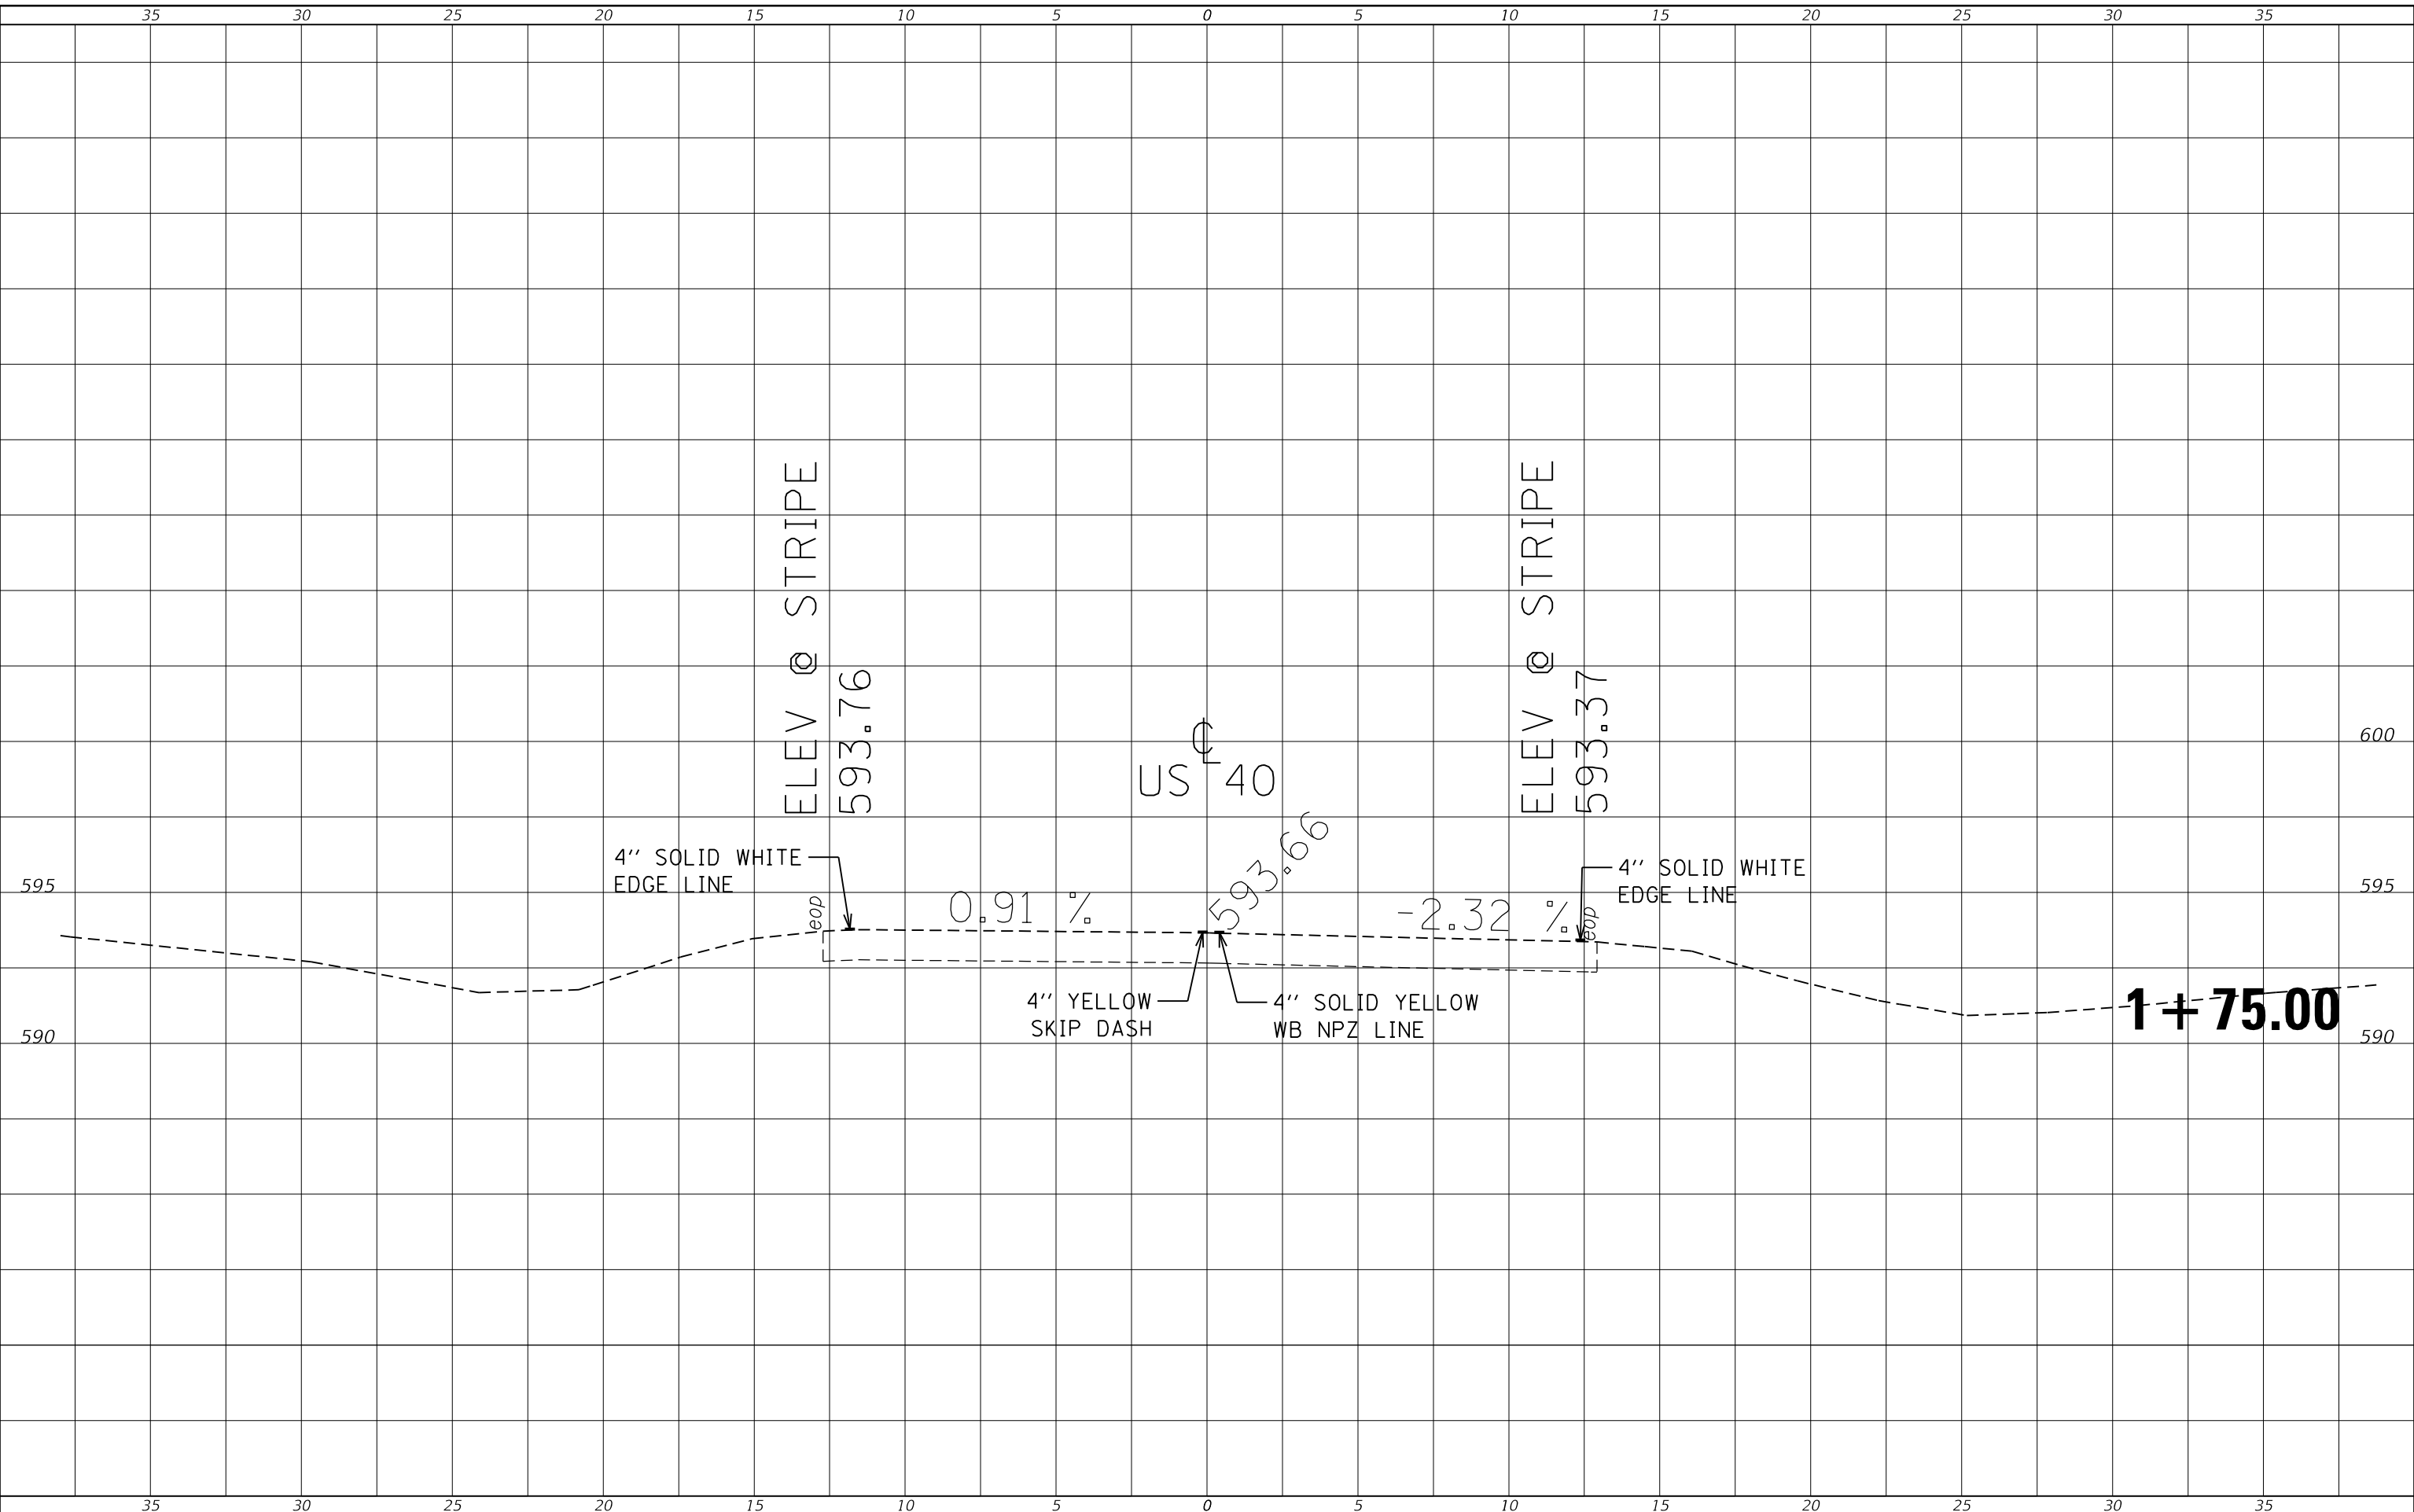 35 30 25 20 15 10 5 0 5 10 15 20 25 30 35
ELEV @ STRIPE
593.76
ELEV @ STRIPE
593.37
℄
US 40
600
593.66
4'' SOLID WHITE
EDGE LINE
4'' SOLID WHITE
EDGE LINE
595
eop
0.91 %
-2.32 %
eop
595
4'' YELLOW
SKIP DASH
4'' SOLID YELLOW
WB NPZ LINE
1+75.00
590
590
35 30 25 20 15 10 5 0 5 10 15 20 25 30 35